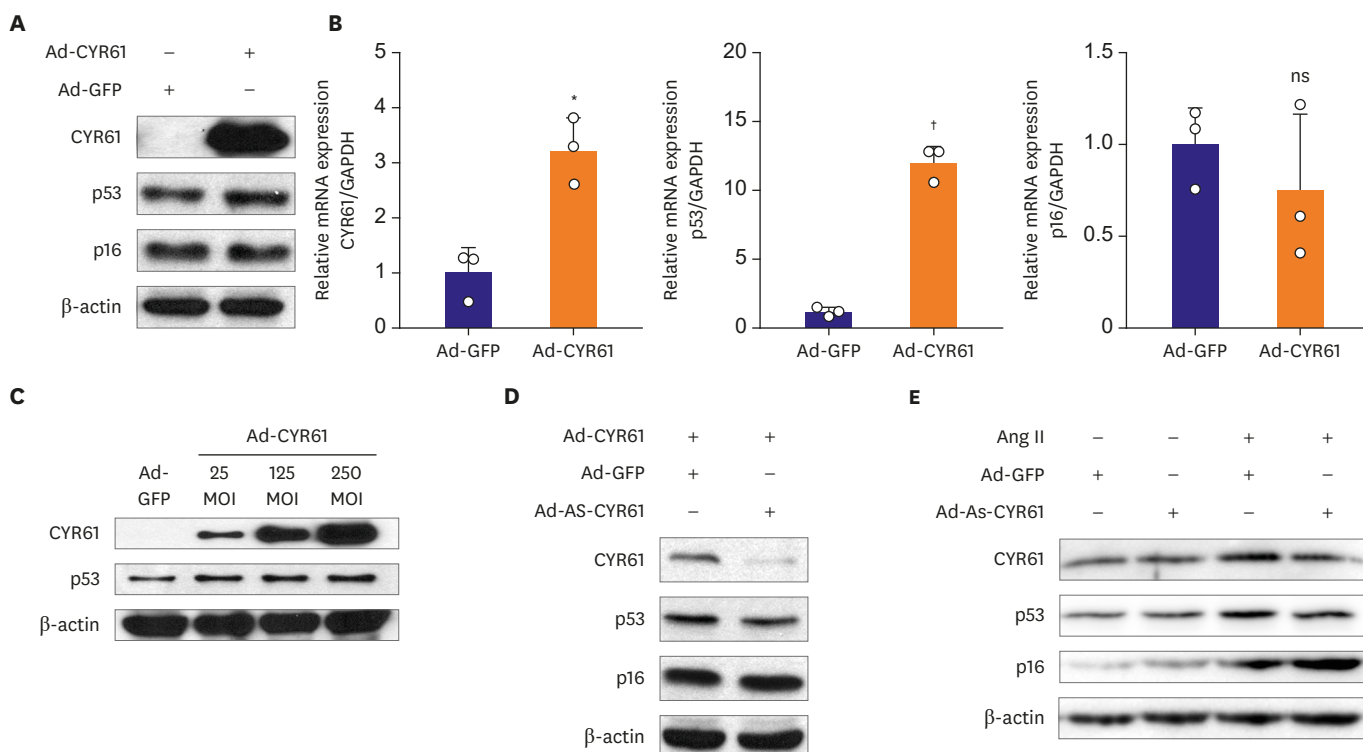 A
Ad-CYR61 – +
Ad-GFP + –
CYR61
p53
p16
β-actin
B
Relative mRNA expression
CYR61/GAPDH
5
4
3
2
1
0
*
Ad-GFP Ad-CYR61
Relative mRNA expression
p53/GAPDH
20
15
10
5
0
†
Ad-GFP Ad-CYR61
Relative mRNA expression
p16/GAPDH
1.5
1.0
0.5
0
ns
Ad-GFP Ad-CYR61
C
Ad-CYR61
Ad-GFP 25 MOI 125 MOI 250 MOI
CYR61
p53
β-actin
D
Ad-CYR61 + +
Ad-GFP + –
Ad-AS-CYR61 – +
CYR61
p53
p16
β-actin
E
Ang II – – + +
Ad-GFP + – + –
Ad-As-CYR61 – + – +
CYR61
p53
p16
β-actin